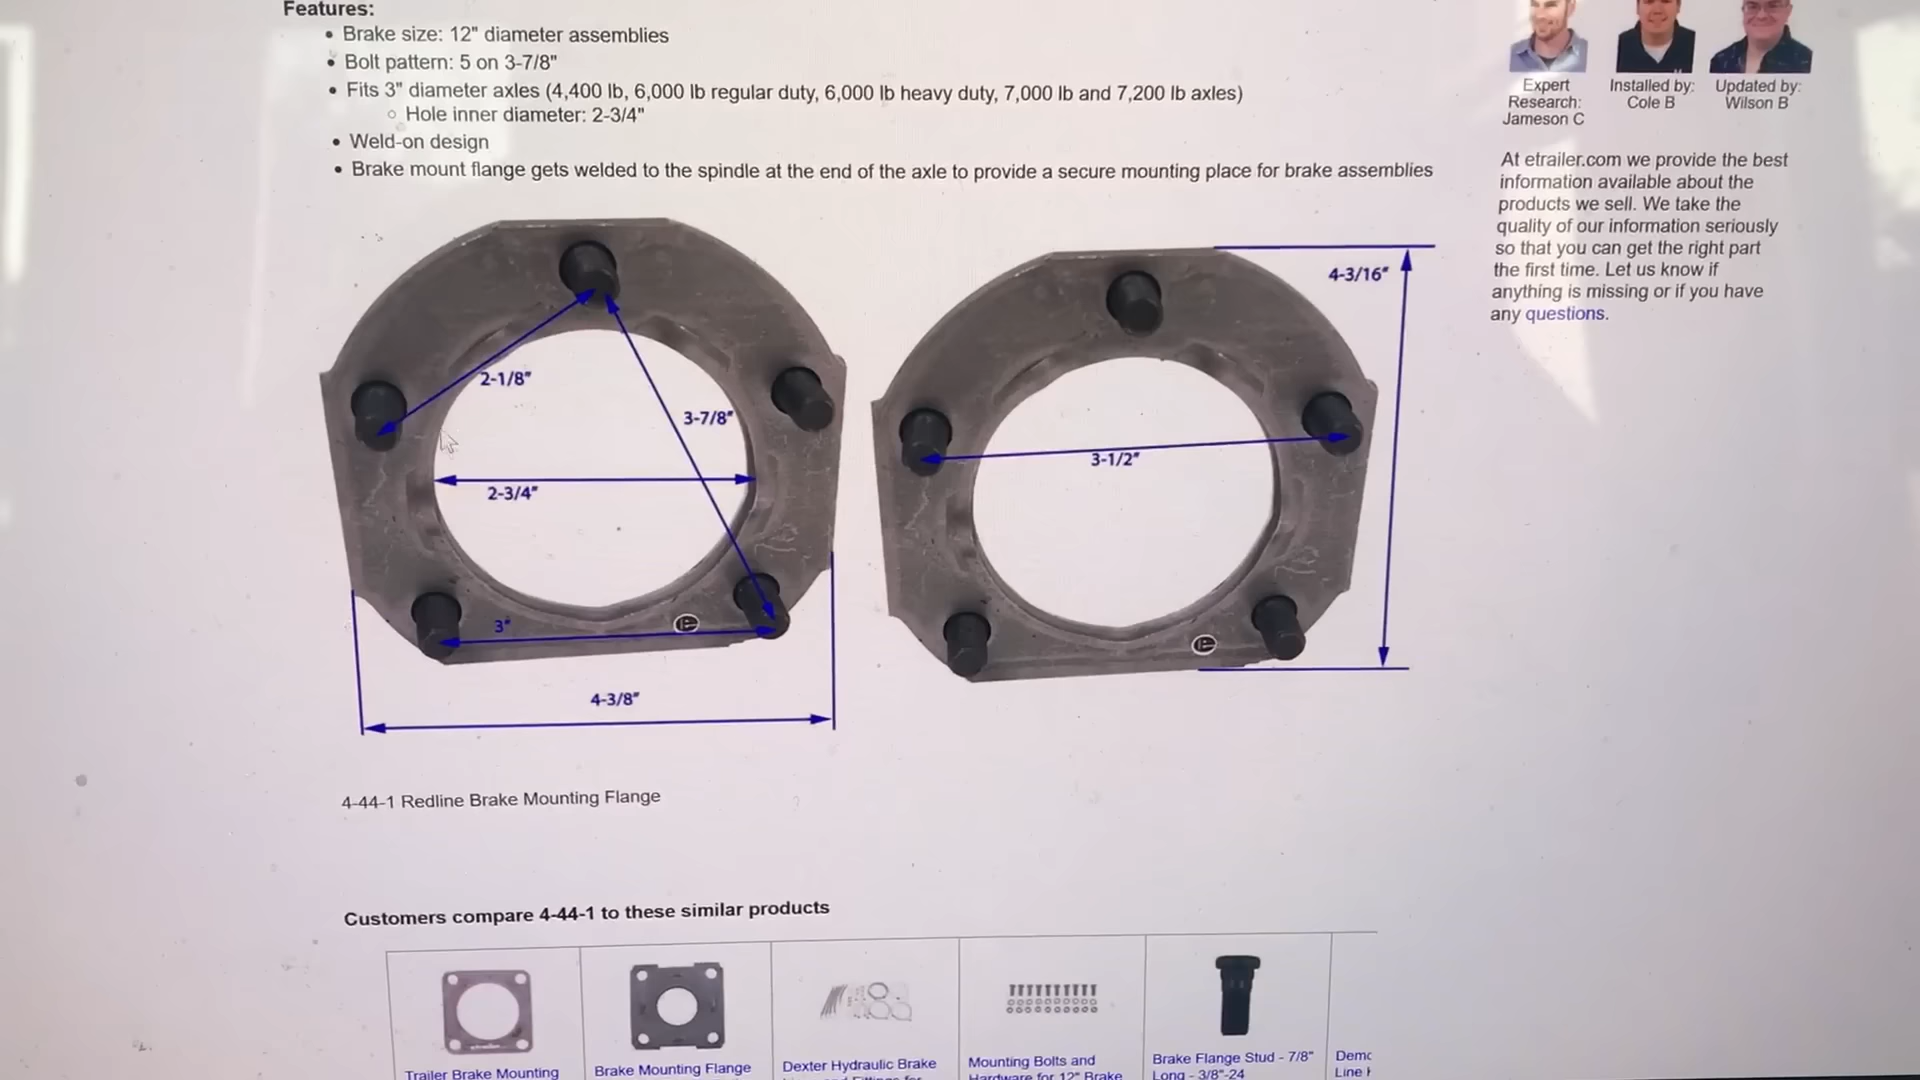 Features:
• Brake size: 12" diameter assemblies
• Bolt pattern: 5 on 3-7/8"
• Fits 3" diameter axles (4,400 lb, 6,000 lb regular duty, 6,000 lb heavy duty, 7,000 lb and 7,200 lb axles)
○ Hole inner diameter: 2-3/4"
• Weld-on design
• Brake mount flange gets welded to the spindle at the end of the axle to provide a secure mounting place for brake assemblies
2-1/8"
3-7/8"
2-3/4"
3"
4-3/8"
4-3/16"
3-1/2"
4-44-1 Redline Brake Mounting Flange
Expert
Research:
Jameson C
Installed by:
Cole B
Updated by:
Wilson B
At etrailer.com we provide the best
information available about the
products we sell. We take the
quality of our information seriously
so that you can get the right part
the first time. Let us know if
anything is missing or if you have
any questions.
Customers compare 4-44-1 to these similar products
Trailer Brake Mounting
Brake Mounting Flange
Dexter Hydraulic Brake
Mounting Bolts and
Hardware for 12" Brake
Brake Flange Stud - 7/8"
Long - 3/8"-24
Line